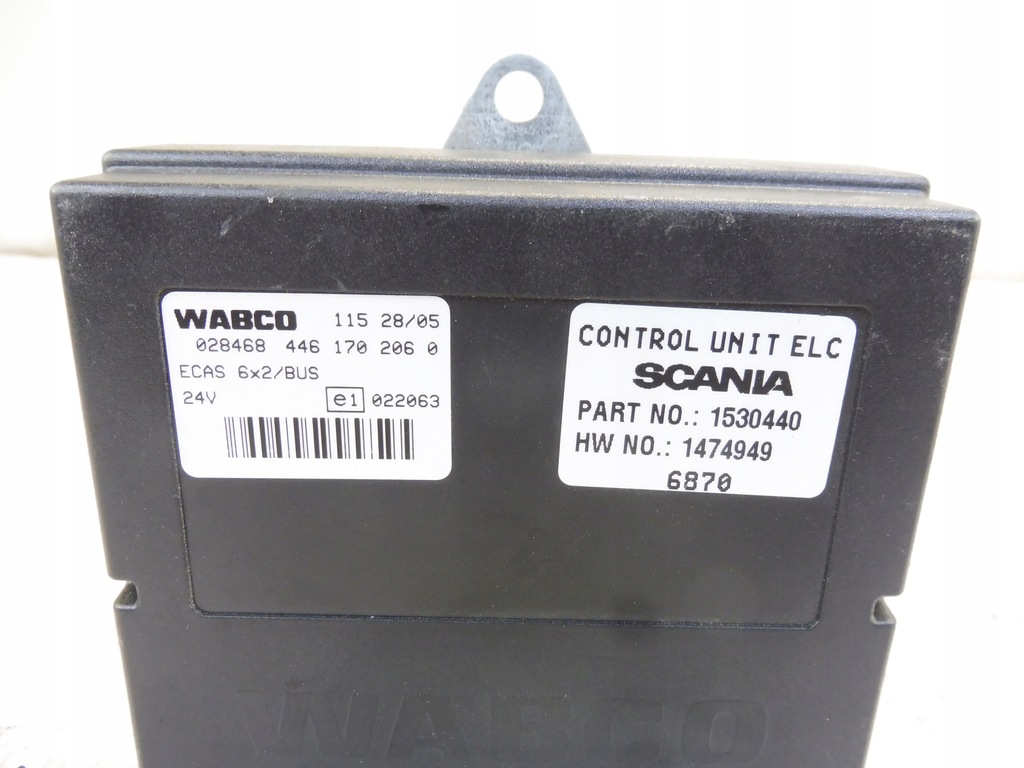 WABCO 115 28/05
028468 446 170 206 0
ECAS 6x2/BUS
24V e1 022063
CONTROL UNIT ELC
SCANIA
PART NO.: 1530440
HW NO.: 1474949
6870
WABCO